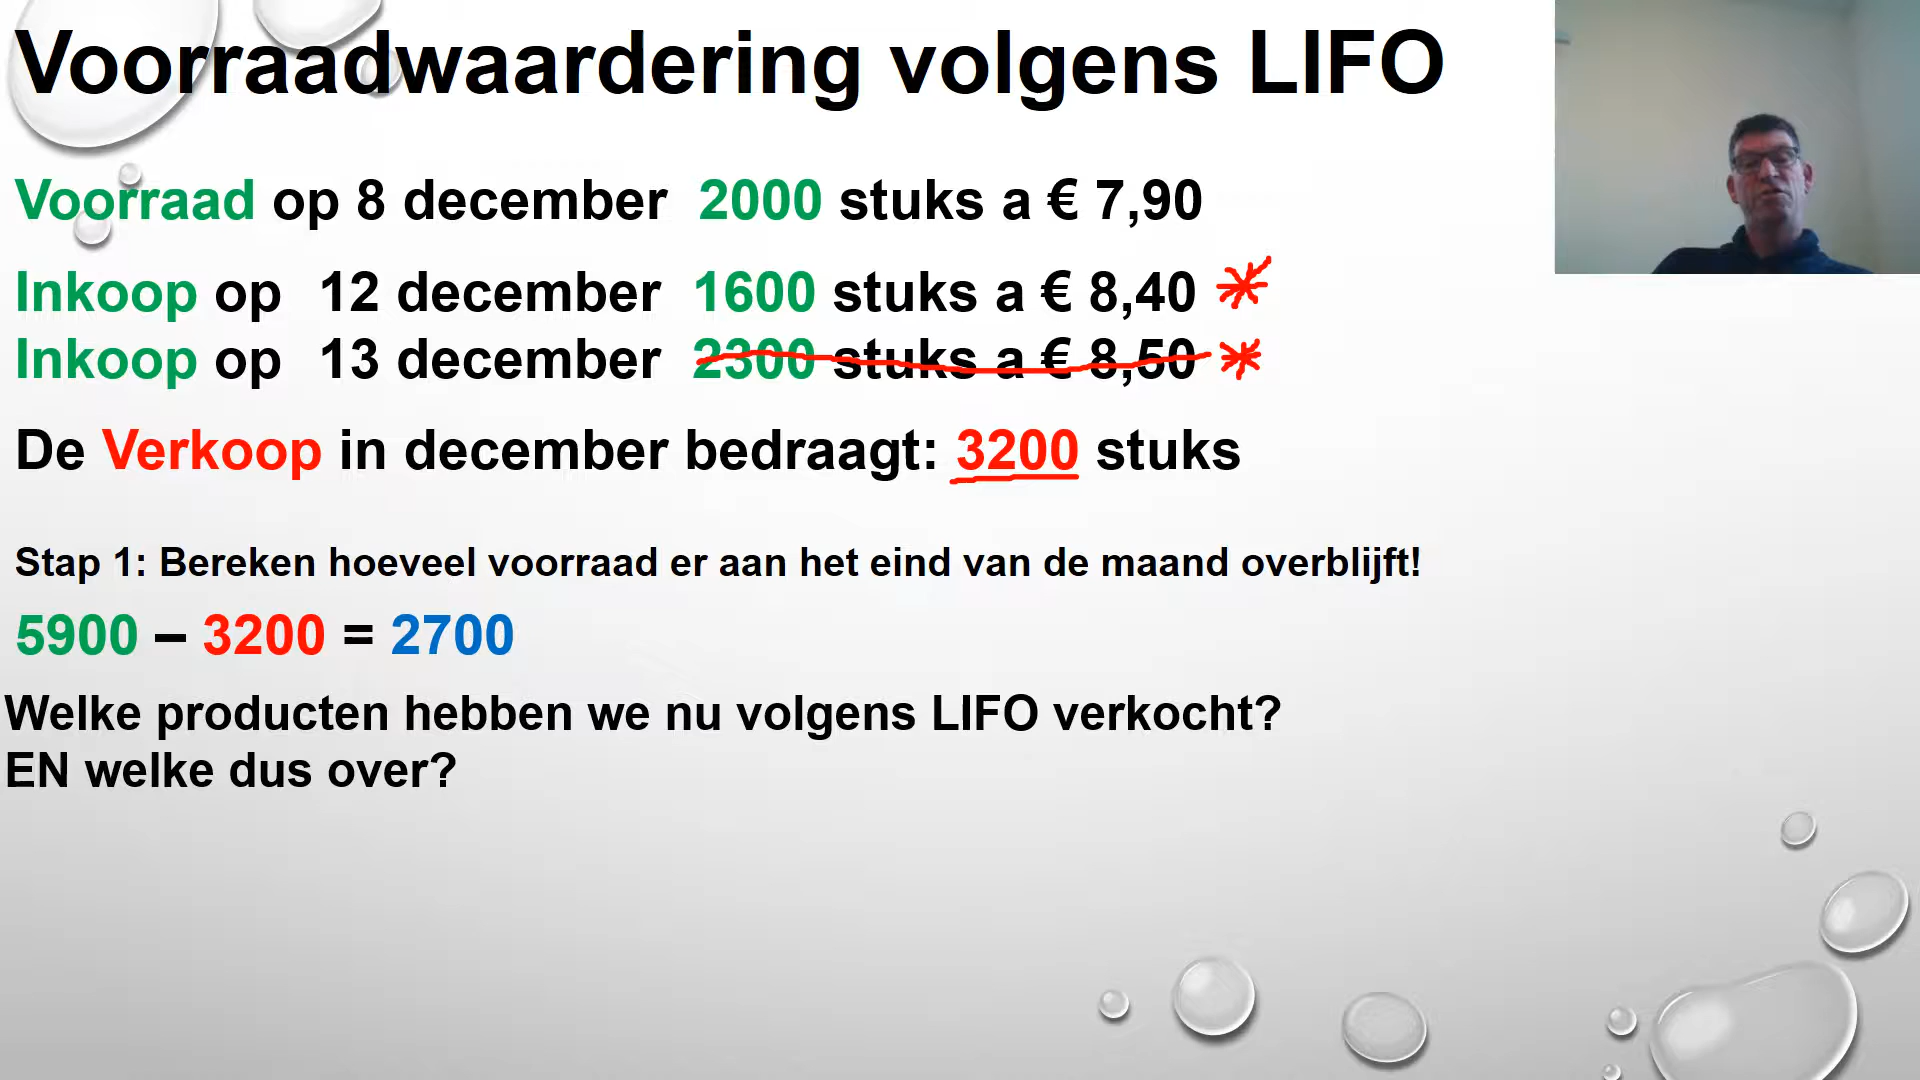 Voorraadwaardering volgens LIFO
Voorraad op 8 december 2000 stuks a € 7,90
Inkoop op 12 december 1600 stuks a € 8,40
Inkoop op 13 december 2300 stuks a € 8,50
De Verkoop in december bedraagt: 3200 stuks
Stap 1: Bereken hoeveel voorraad er aan het eind van de maand overblijft!
5900 – 3200 = 2700
Welke producten hebben we nu volgens LIFO verkocht?
EN welke dus over?